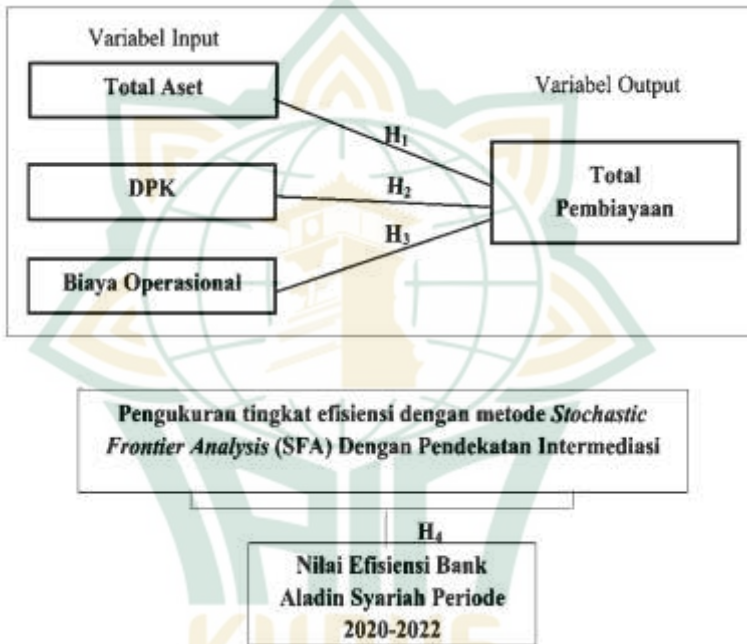 Variabel Input
Total Aset
Variabel Output
H₁
DPK
H₂
Total
Pembiayaan
H₃
Biaya Operasional
Pengukuran tingkat efisiensi dengan metode Stochastic
Frontier Analysis (SFA) Dengan Pendekatan Intermediasi
H₄
Nilai Efisiensi Bank
Aladin Syariah Periode
2020-2022